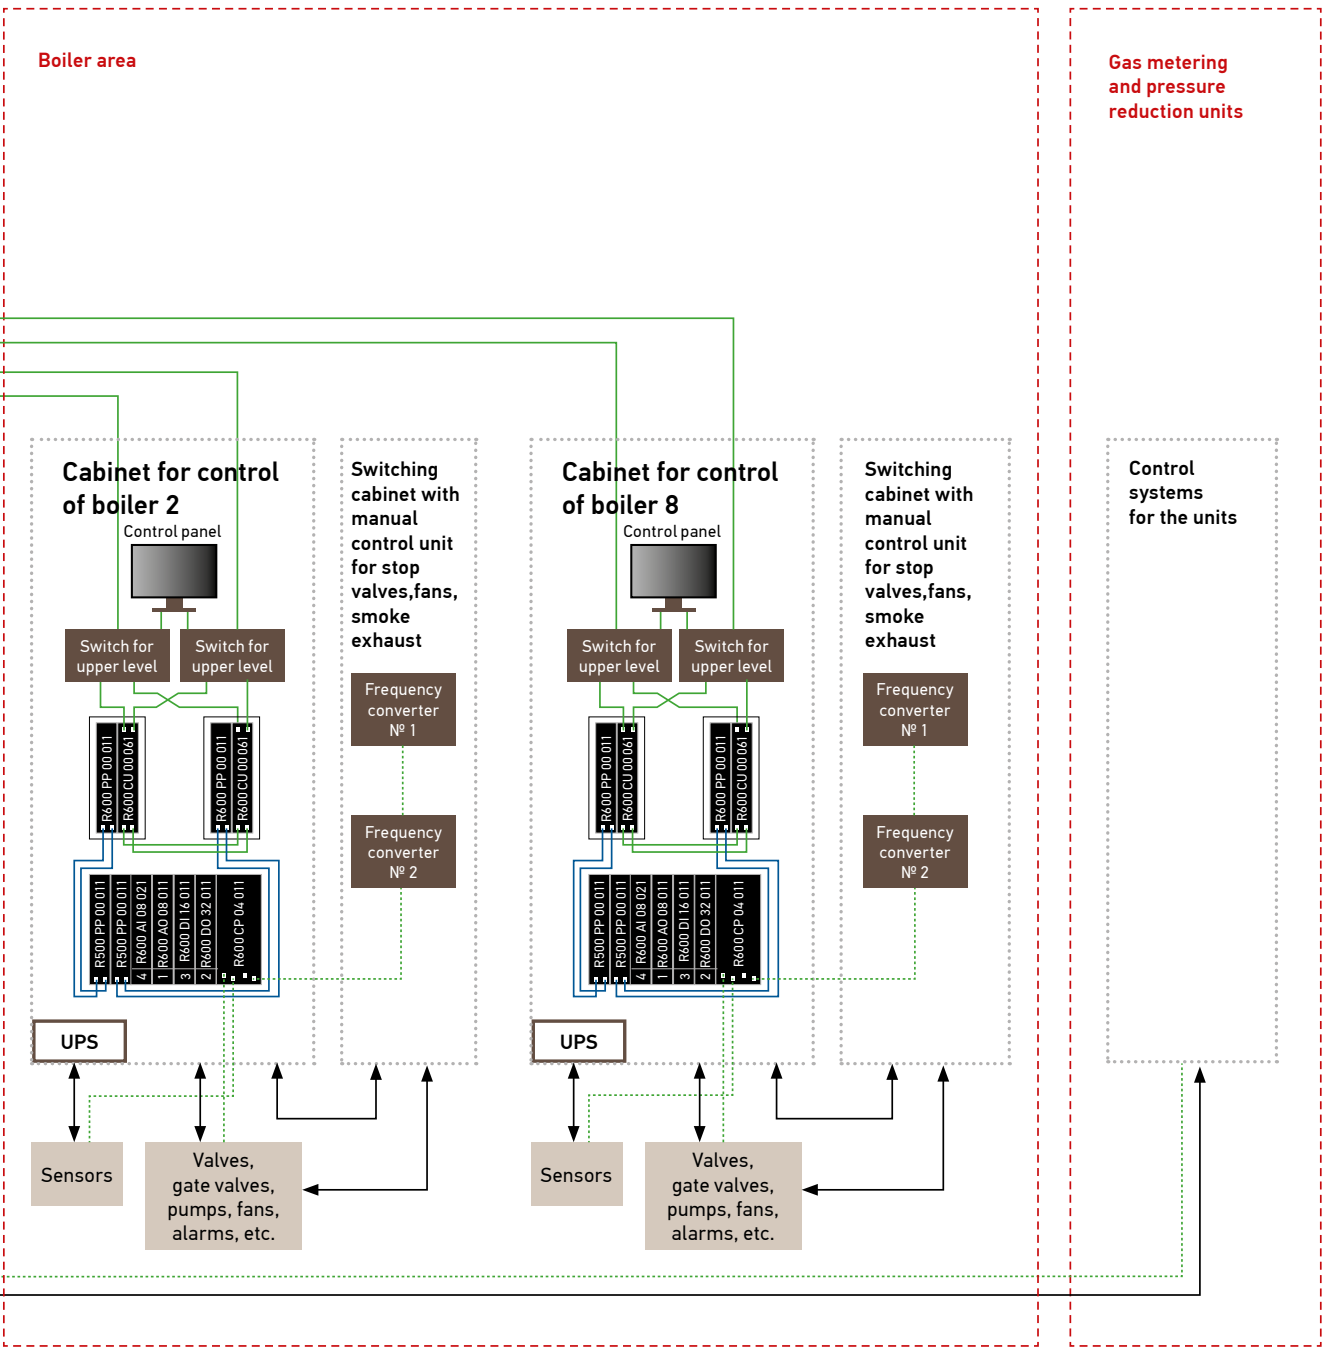 Boiler area
Gas metering
and pressure
reduction units
Cabinet for control
of boiler 2
Control panel
Switch for
upper level
Switch for
upper level
R600 PP 00 011
R600 CU 00 061
R600 PP 00 011
R600 CU 00 061
R500 PP 00 011
R500 PP 00 011
4 R600 AI 08 021
1 R600 AO 08 011
3 R600 DI 16 011
2 R600 DO 32 011
R600 CP 04 011
UPS
Sensors
Valves,
gate valves,
pumps, fans,
alarms, etc.
Switching
cabinet with
manual
control unit
for stop
valves,fans,
smoke
exhaust
Frequency
converter
№ 1
Frequency
converter
№ 2
Cabinet for control
of boiler 8
Control panel
Switch for
upper level
Switch for
upper level
R600 PP 00 011
R600 CU 00 061
R600 PP 00 011
R600 CU 00 061
R500 PP 00 011
R500 PP 00 011
4 R600 AI 08 021
1 R600 AO 08 011
3 R600 DI 16 011
2 R600 DO 32 011
R600 CP 04 011
UPS
Sensors
Valves,
gate valves,
pumps, fans,
alarms, etc.
Switching
cabinet with
manual
control unit
for stop
valves,fans,
smoke
exhaust
Frequency
converter
№ 1
Frequency
converter
№ 2
Control
systems
for the units